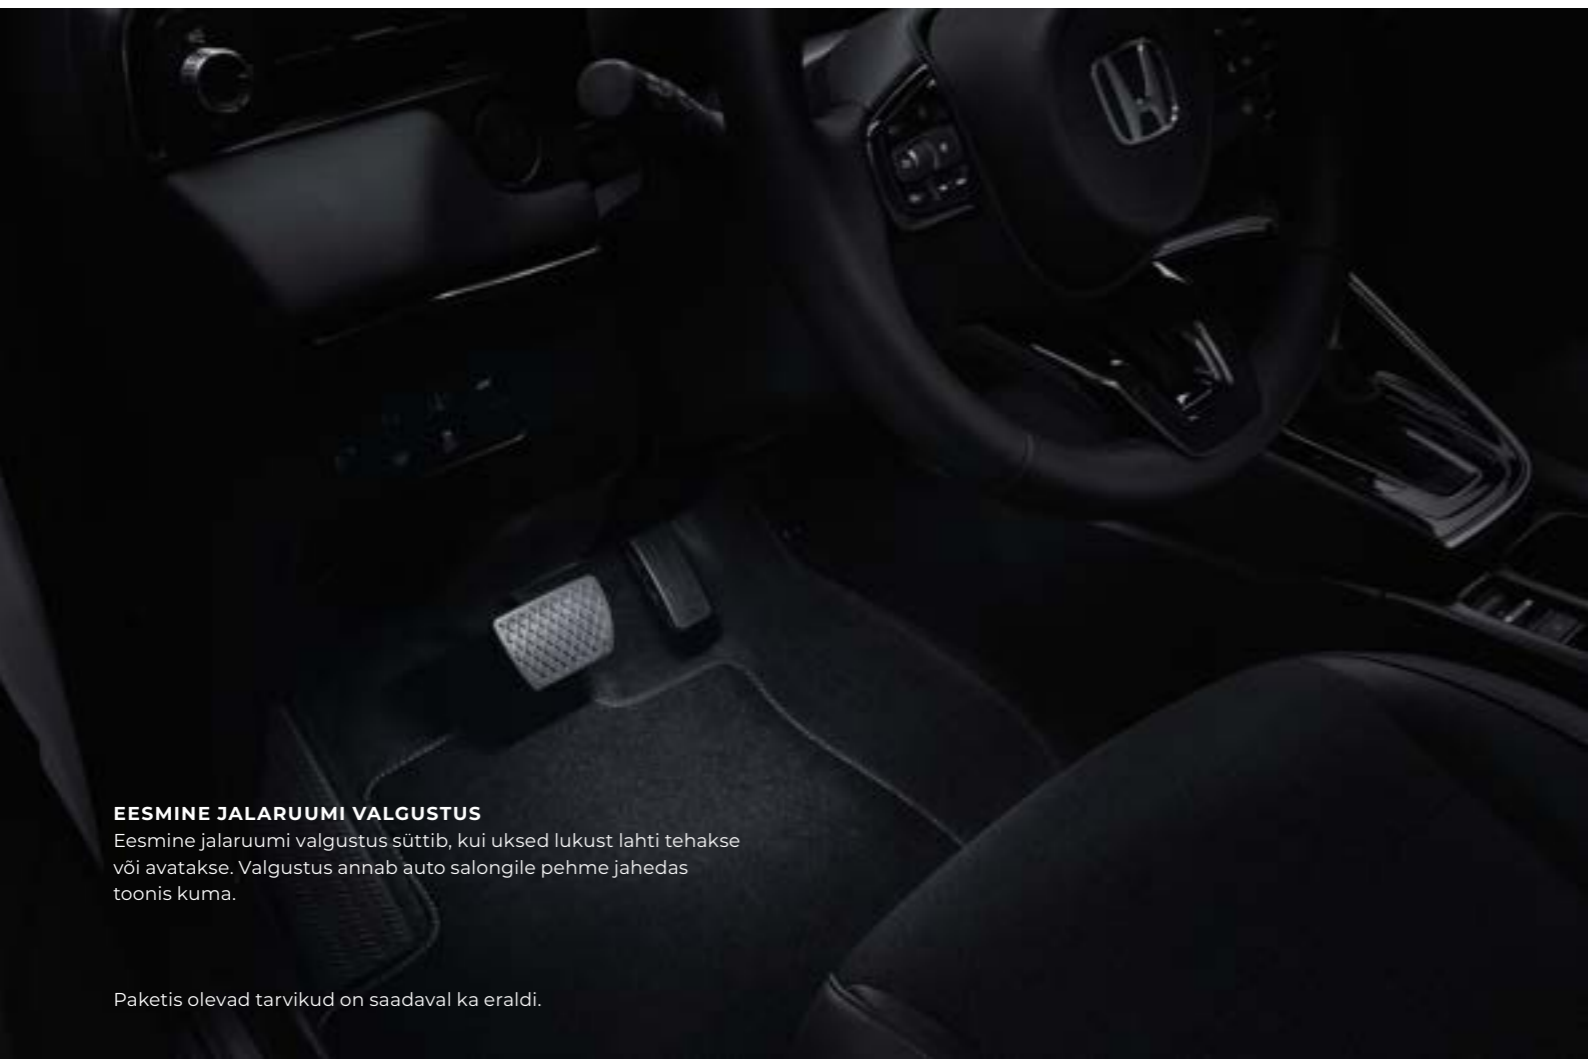 EESMINE JALARUUMI VALGUSTUS
Eesmine jalaruumi valgustus süttib, kui uksed lukust lahti tehakse
või avatakse. Valgustus annab auto salongile pehme jahedas
toonis kuma.
Paketis olevad tarvikud on saadaval ka eraldi.